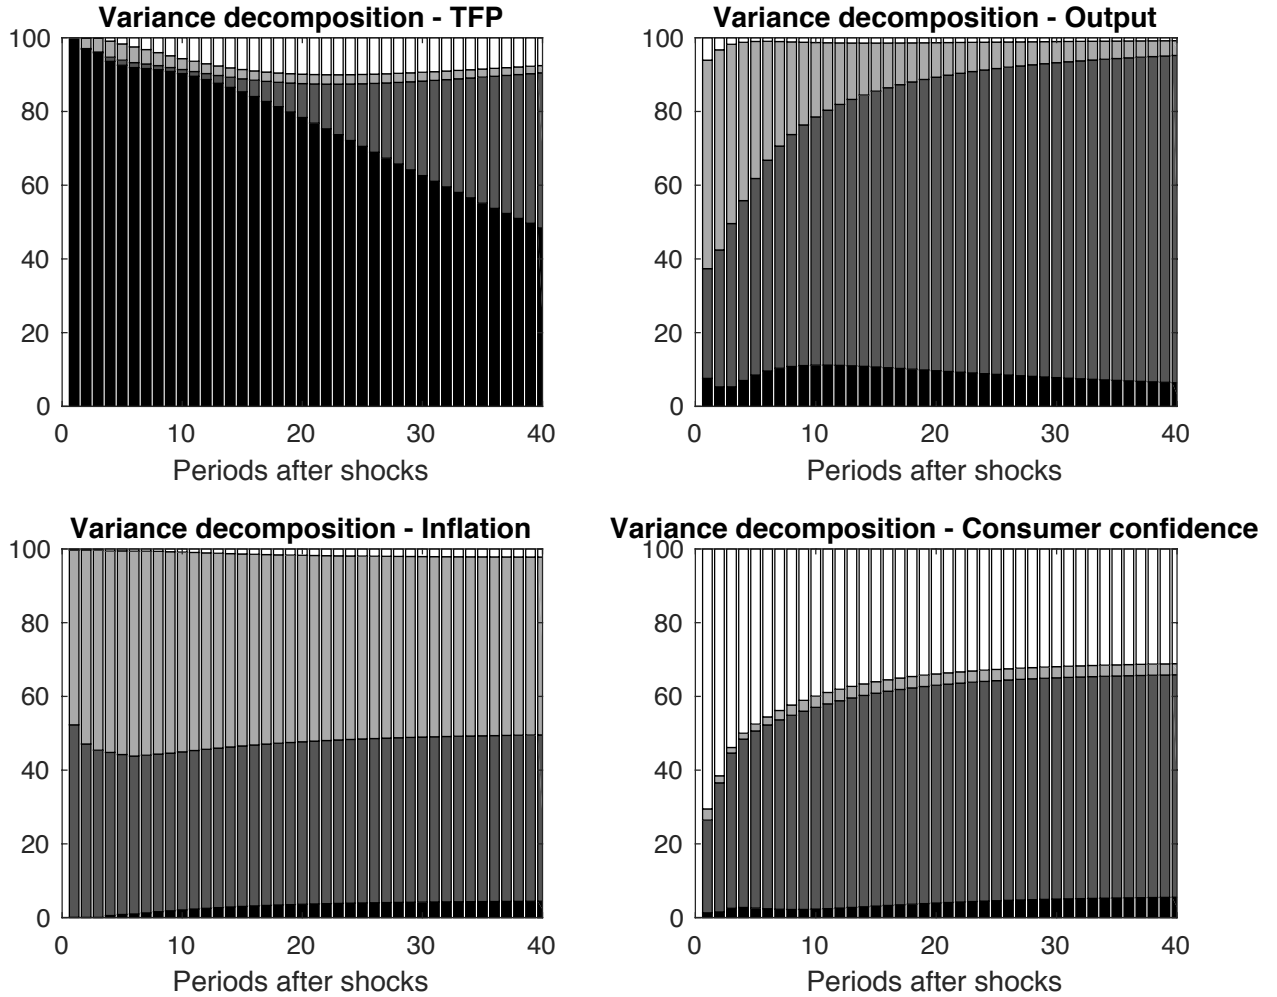 Variance decomposition - TFP
100
80
60
40
20
0
0 10 20 30 40
Periods after shocks
Variance decomposition - Output
100
80
60
40
20
0
0 10 20 30 40
Periods after shocks
Variance decomposition - Inflation
100
80
60
40
20
0
0 10 20 30 40
Periods after shocks
Variance decomposition - Consumer confidence
100
80
60
40
20
0
0 10 20 30 40
Periods after shocks